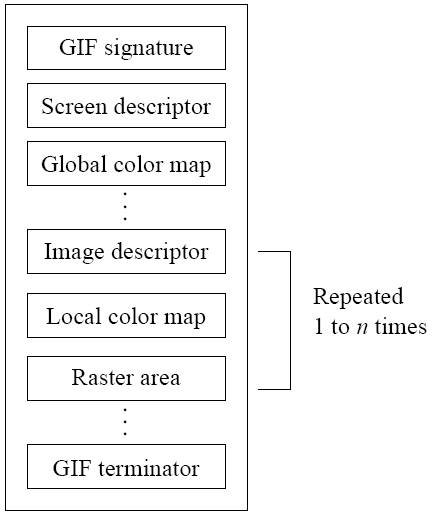 GIF signature
Screen descriptor
Global color map
Image descriptor
Local color map
Raster area
GIF terminator
Repeated
1 to n times